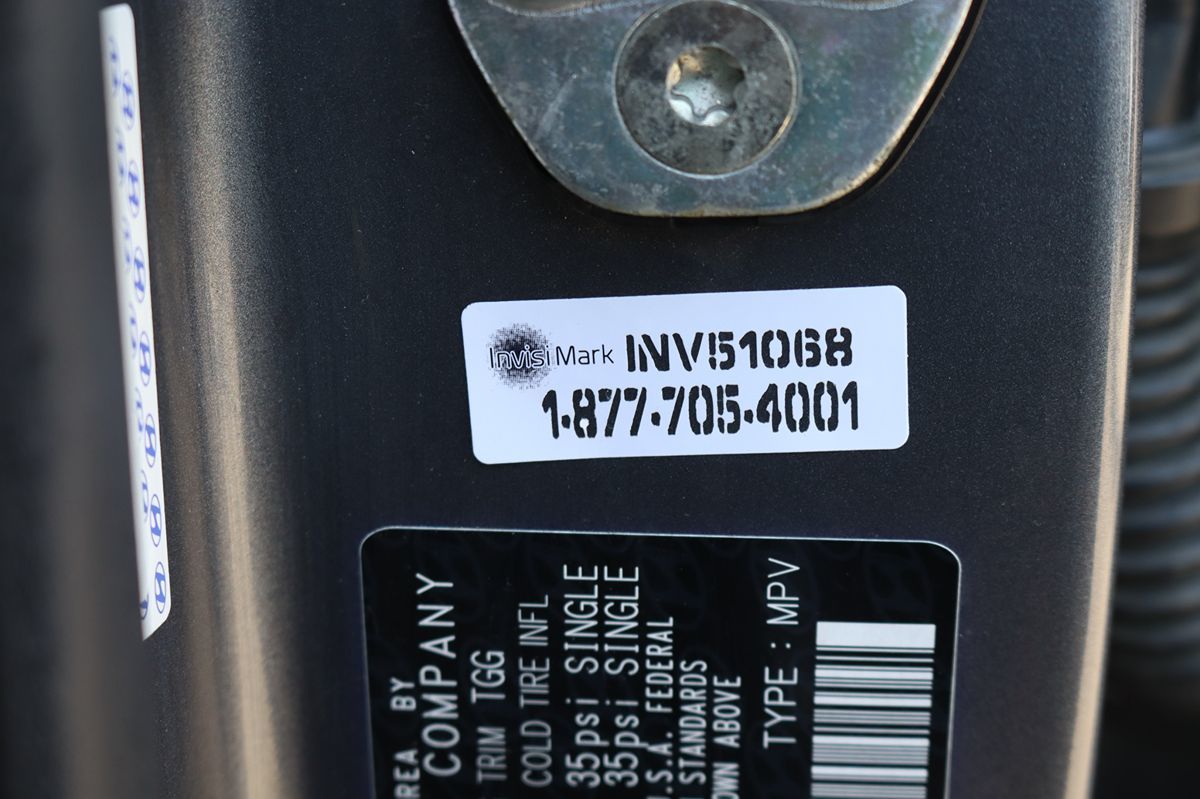 InvisiMark INV51068
1-877-705-4001
REA BY
COMPANY
TRIM TGG
COLD TIRE INFL
35psi SINGLE
35psi SINGLE
.S.A. FEDERAL
STANDARDS
OWN ABOVE
TYPE : MPV